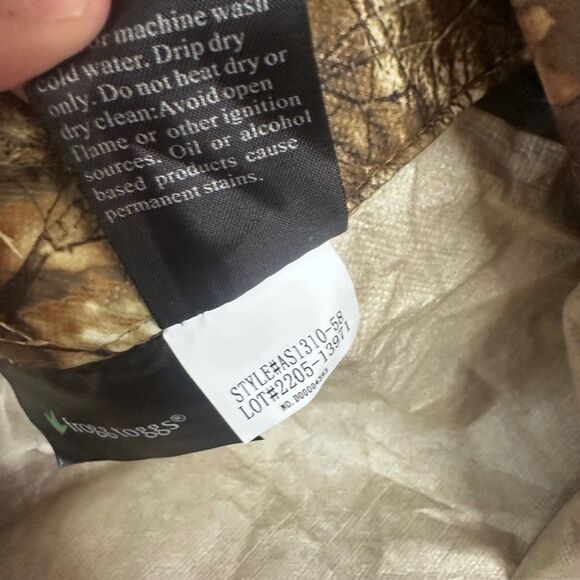 or machine wash
cold water. Drip dry
only. Do not heat dry or
dry clean:Avoid open
flame or other ignition
sources. Oil or alcohol
based products cause
permanent stains.
STYLE#AS1310-58
LOT#2205-13971
frogg toggs®